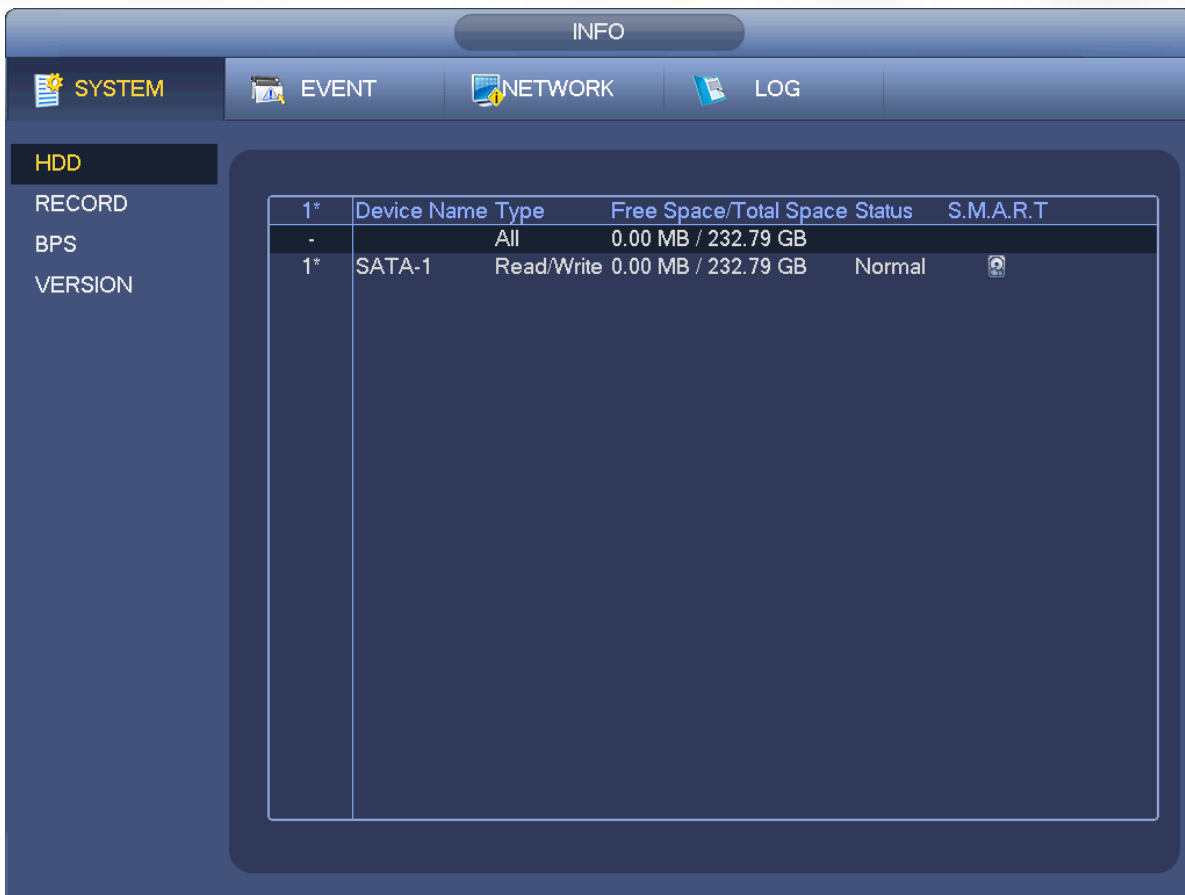 INFO
SYSTEM EVENT NETWORK LOG
HDD
RECORD
BPS
VERSION
1* Device Name Type Free Space/Total Space Status S.M.A.R.T
- All 0.00 MB / 232.79 GB
1* SATA-1 Read/Write 0.00 MB / 232.79 GB Normal